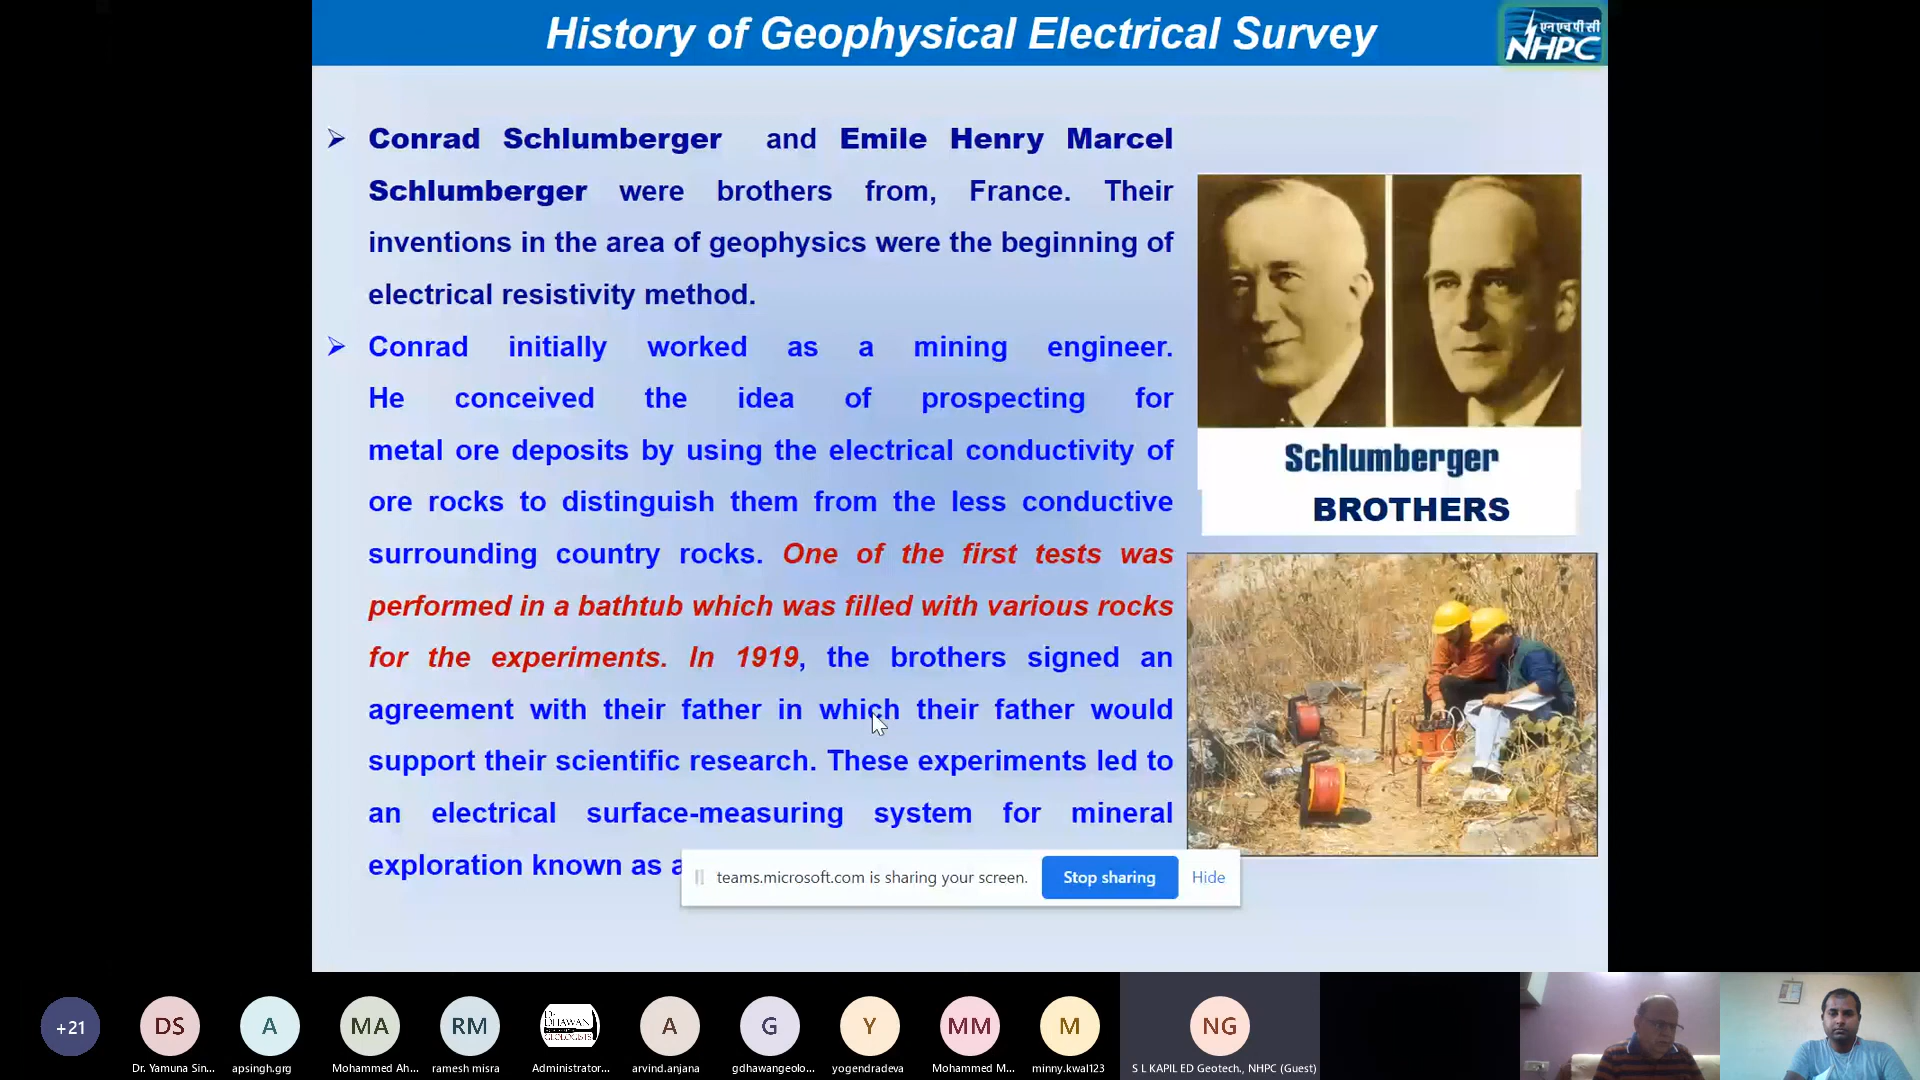 History of Geophysical Electrical Survey
एन एच पी सी
NHPC
Conrad Schlumberger and Emile Henry Marcel
Schlumberger were brothers from, France. Their
inventions in the area of geophysics were the beginning of
electrical resistivity method.
Conrad initially worked as a mining engineer.
He conceived the idea of prospecting for
metal ore deposits by using the electrical conductivity of
ore rocks to distinguish them from the less conductive
surrounding country rocks. One of the first tests was
performed in a bathtub which was filled with various rocks
for the experiments. In 1919, the brothers signed an
agreement with their father in which their father would
support their scientific research. These experiments led to
an electrical surface-measuring system for mineral
exploration known as a
Schlumberger
BROTHERS
teams.microsoft.com is sharing your screen.
Stop sharing
Hide
+21
DS
A
MA
RM
Dr.
DHAWAN
GEOLOGISTS
A
G
Y
MM
M
NG
Dr. Yamuna Sin...
apsingh.grg
Mohammed Ah...
ramesh misra
Administrator...
arvind.anjana
gdhawangeolo...
yogendradeva
Mohammed M...
minny.kwal123
S L KAPIL ED Geotech., NHPC (Guest)